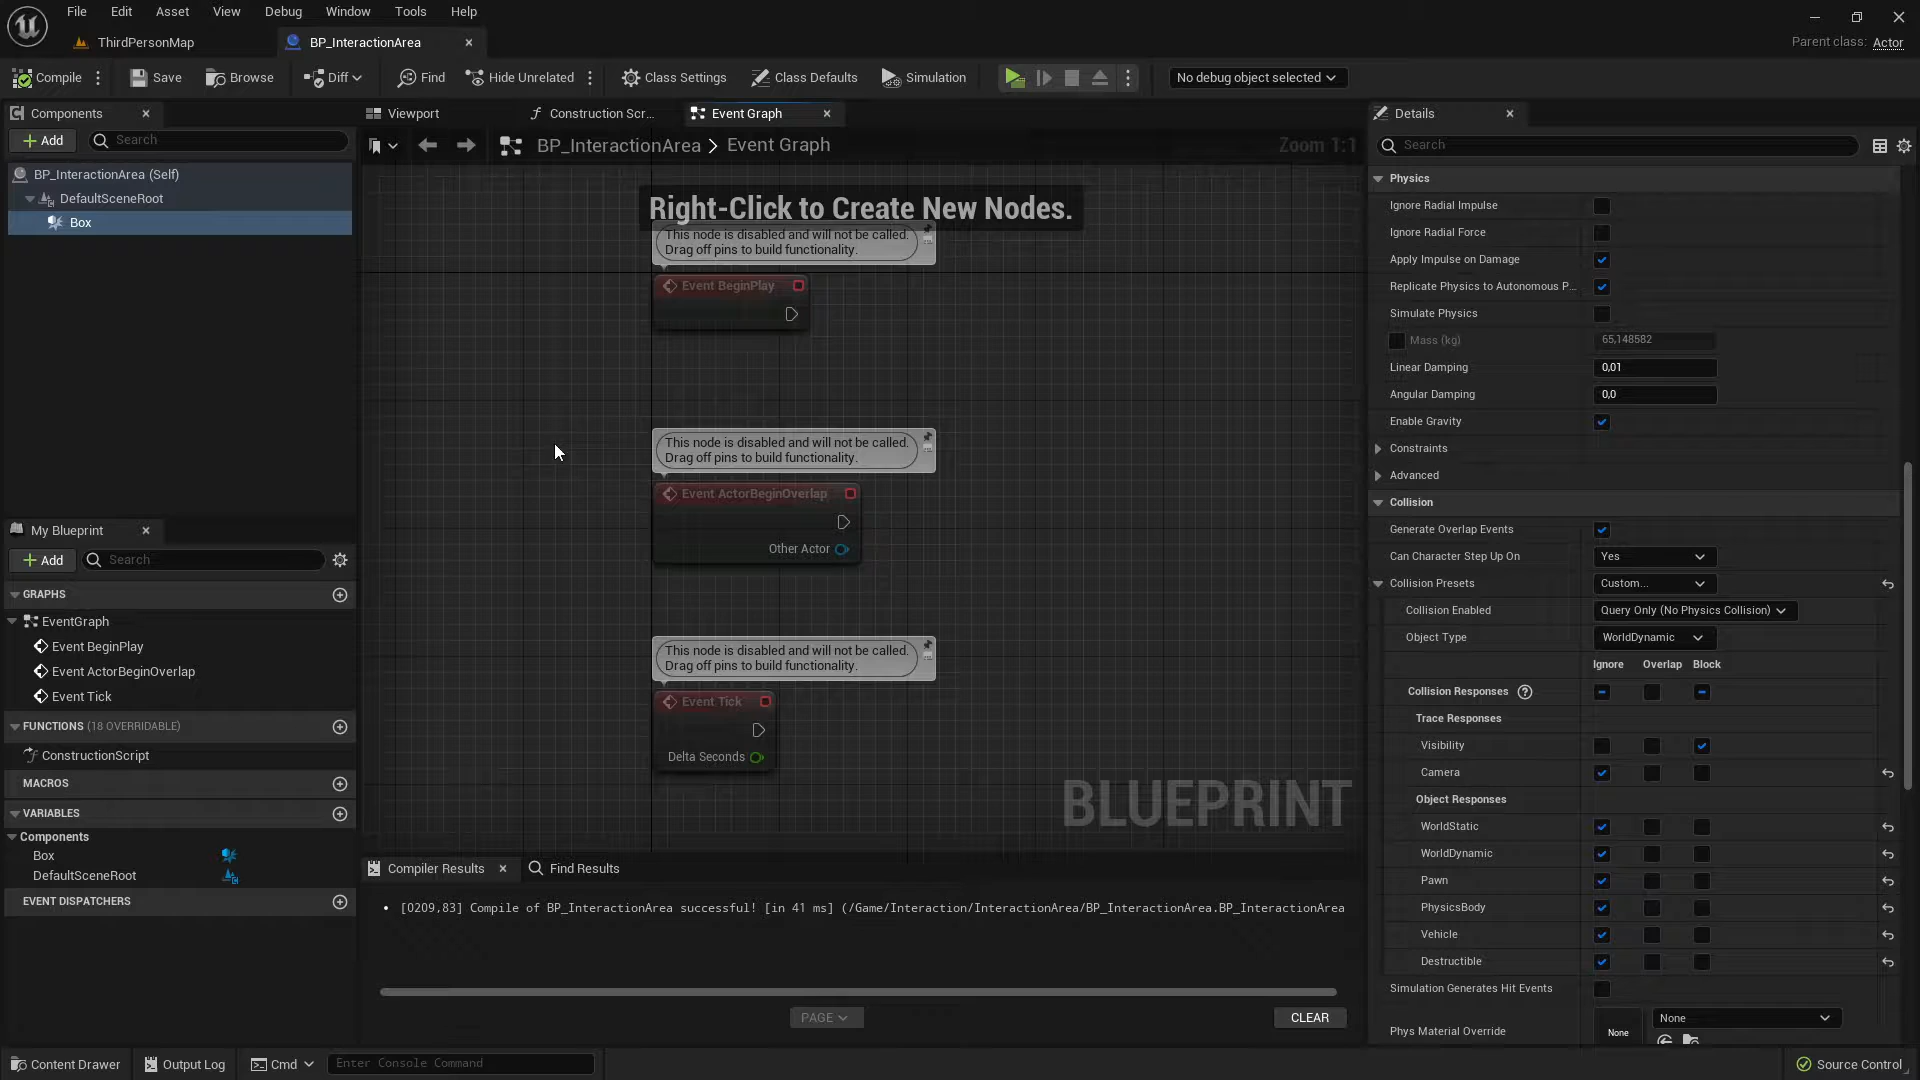 File Edit Asset View Debug Window Tools Help
ThirdPersonMap
BP_InteractionArea
Parent class: Actor
Compile
Save
Browse
Diff
Find
Hide Unrelated
Class Settings
Class Defaults
Simulation
No debug object selected
Components
Add
Search
BP_InteractionArea (Self)
DefaultSceneRoot
Box
My Blueprint
Add
Search
GRAPHS
EventGraph
Event BeginPlay
Event ActorBeginOverlap
Event Tick
FUNCTIONS (18 OVERRIDABLE)
ConstructionScript
MACROS
VARIABLES
Components
Box
DefaultSceneRoot
EVENT DISPATCHERS
Viewport
Construction Scr...
Event Graph
BP_InteractionArea > Event Graph
Zoom 1:1
Right-Click to Create New Nodes.
This node is disabled and will not be called.
Drag off pins to build functionality.
Event BeginPlay
This node is disabled and will not be called.
Drag off pins to build functionality.
Event ActorBeginOverlap
Other Actor
This node is disabled and will not be called.
Drag off pins to build functionality.
Event Tick
Delta Seconds
BLUEPRINT
Compiler Results
Find Results
[0209,83] Compile of BP_InteractionArea successful! [in 41 ms] (/Game/Interaction/InteractionArea/BP_InteractionArea.BP_InteractionArea
PAGE
CLEAR
Details
Search
Physics
Ignore Radial Impulse
Ignore Radial Force
Apply Impulse on Damage
Replicate Physics to Autonomous P...
Simulate Physics
Mass (kg) 65,148582
Linear Damping 0,01
Angular Damping 0,0
Enable Gravity
Constraints
Advanced
Collision
Generate Overlap Events
Can Character Step Up On Yes
Collision Presets Custom...
Collision Enabled Query Only (No Physics Collision)
Object Type WorldDynamic
Ignore Overlap Block
Collision Responses ?
Trace Responses
Visibility
Camera
Object Responses
WorldStatic
WorldDynamic
Pawn
PhysicsBody
Vehicle
Destructible
Simulation Generates Hit Events
Phys Material Override None None
Content Drawer
Output Log
Cmd
Enter Console Command
Source Control